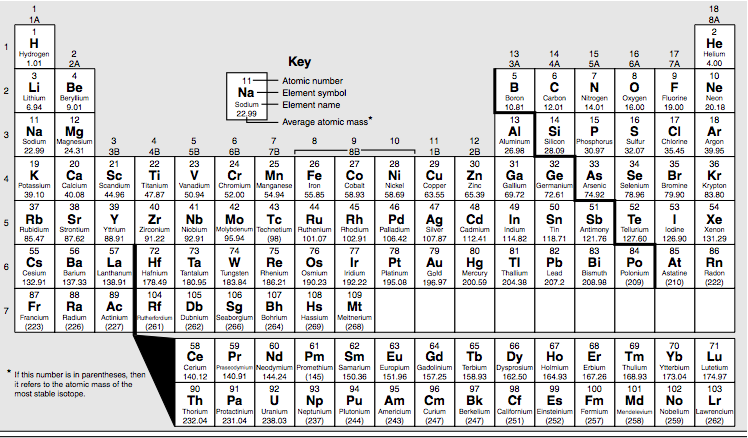 1 18
1A 8A
1 2
1 H He
Hydrogen Helium
1.01 4.00
2 13 14 15 16 17
2A 3A 4A 5A 6A 7A
Key
11 Atomic number
Na Element symbol
Sodium Element name
22.99 Average atomic mass*
3 4 5 6 7 8 9 10
2 Li Be B C N O F Ne
Lithium Beryllium Boron Carbon Nitrogen Oxygen Fluorine Neon
6.94 9.01 10.81 12.01 14.01 16.00 19.00 20.18
11 12 13 14 15 16 17 18
3 Na Mg Al Si P S Cl Ar
Sodium Magnesium Aluminum Silicon Phosphorus Sulfur Chlorine Argon
22.99 24.31 26.98 28.09 30.97 32.07 35.45 39.95
3 4 5 6 7 8 9 10 11 12
3B 4B 5B 6B 7B 8B 1B 2B
19 20 21 22 23 24 25 26 27 28 29 30 31 32 33 34 35 36
4 K Ca Sc Ti V Cr Mn Fe Co Ni Cu Zn Ga Ge As Se Br Kr
Potassium Calcium Scandium Titanium Vanadium Chromium Manganese Iron Cobalt Nickel Copper Zinc Gallium Germanium Arsenic Selenium Bromine Krypton
39.10 40.08 44.96 47.87 50.94 52.00 54.94 55.85 58.93 58.69 63.55 65.39 69.72 72.61 74.92 78.96 79.90 83.80
37 38 39 40 41 42 43 44 45 46 47 48 49 50 51 52 53 54
5 Rb Sr Y Zr Nb Mo Tc Ru Rh Pd Ag Cd In Sn Sb Te I Xe
Rubidium Strontium Yttrium Zirconium Niobium Molybdenum Technetium Ruthenium Rhodium Palladium Silver Cadmium Indium Tin Antimony Tellurium Iodine Xenon
85.47 87.62 88.91 91.22 92.91 95.94 (98) 101.07 102.91 106.42 107.87 112.41 114.82 118.71 121.76 127.60 126.90 131.29
55 56 57 72 73 74 75 76 77 78 79 80 81 82 83 84 85 86
6 Cs Ba La Hf Ta W Re Os Ir Pt Au Hg Tl Pb Bi Po At Rn
Cesium Barium Lanthanum Hafnium Tantalum Tungsten Rhenium Osmium Iridium Platinum Gold Mercury Thallium Lead Bismuth Polonium Astatine Radon
132.91 137.33 138.91 178.49 180.95 183.84 186.21 190.23 192.22 195.08 196.97 200.59 204.38 207.2 208.98 (209) (210) (222)
87 88 89 104 105 106 107 108 109
7 Fr Ra Ac Rf Db Sg Bh Hs Mt
Francium Radium Actinium Rutherfordium Dubnium Seaborgium Bohrium Hassium Meitnerium
(223) (226) (227) (261) (262) (266) (264) (269) (268)
58 59 60 61 62 63 64 65 66 67 68 69 70 71
Ce Pr Nd Pm Sm Eu Gd Tb Dy Ho Er Tm Yb Lu
Cerium Praseodymium Neodymium Promethium Samarium Europium Gadolinium Terbium Dysprosium Holmium Erbium Thulium Ytterbium Lutetium
140.12 140.91 144.24 (145) 150.36 151.96 157.25 158.93 162.50 164.93 167.26 168.93 173.04 174.97
90 91 92 93 94 95 96 97 98 99 100 101 102 103
Th Pa U Np Pu Am Cm Bk Cf Es Fm Md No Lr
Thorium Protactinium Uranium Neptunium Plutonium Americium Curium Berkelium Californium Einsteinium Fermium Mendelevium Nobelium Lawrencium
232.04 231.04 238.03 (237) (244) (243) (247) (247) (251) (252) (257) (258) (259) (262)
* If this number is in parentheses, then
it refers to the atomic mass of the
most stable isotope.